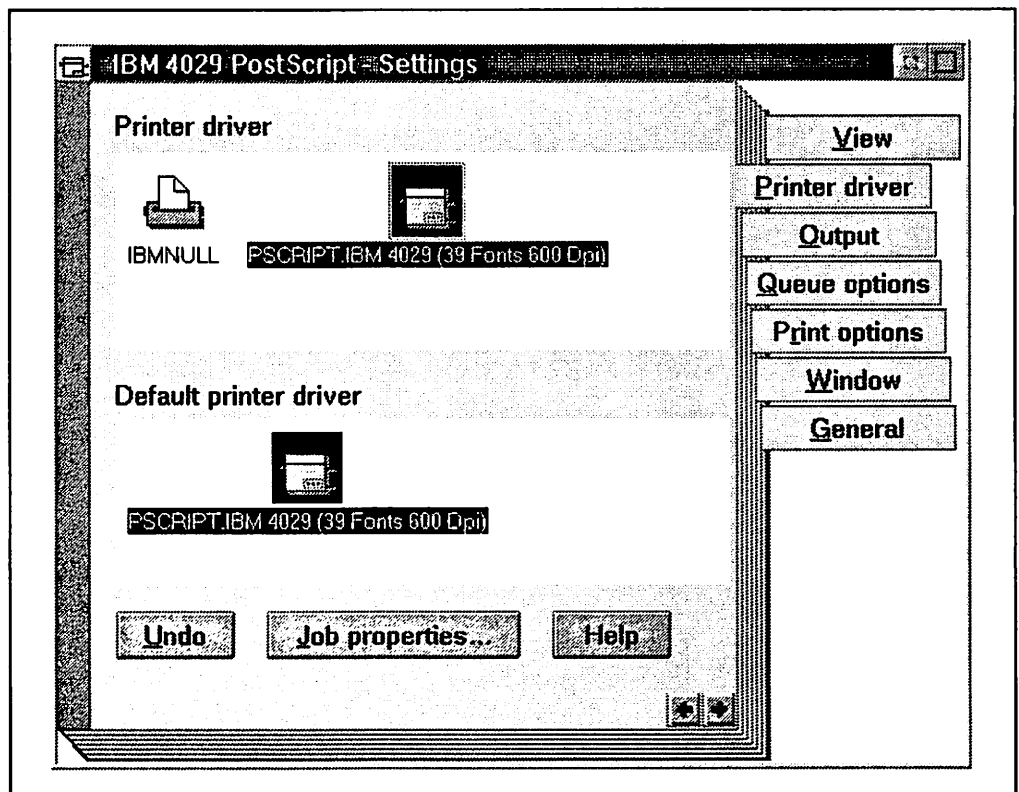 IBM 4029 PostScript - Settings
Printer driver
IBMNULL
PSCRIPT.IBM 4029 (39 Fonts 600 Dpi)
Default printer driver
PSCRIPT.IBM 4029 (39 Fonts 600 Dpi)
Undo
Job properties...
Help
View
Printer driver
Output
Queue options
Print options
Window
General